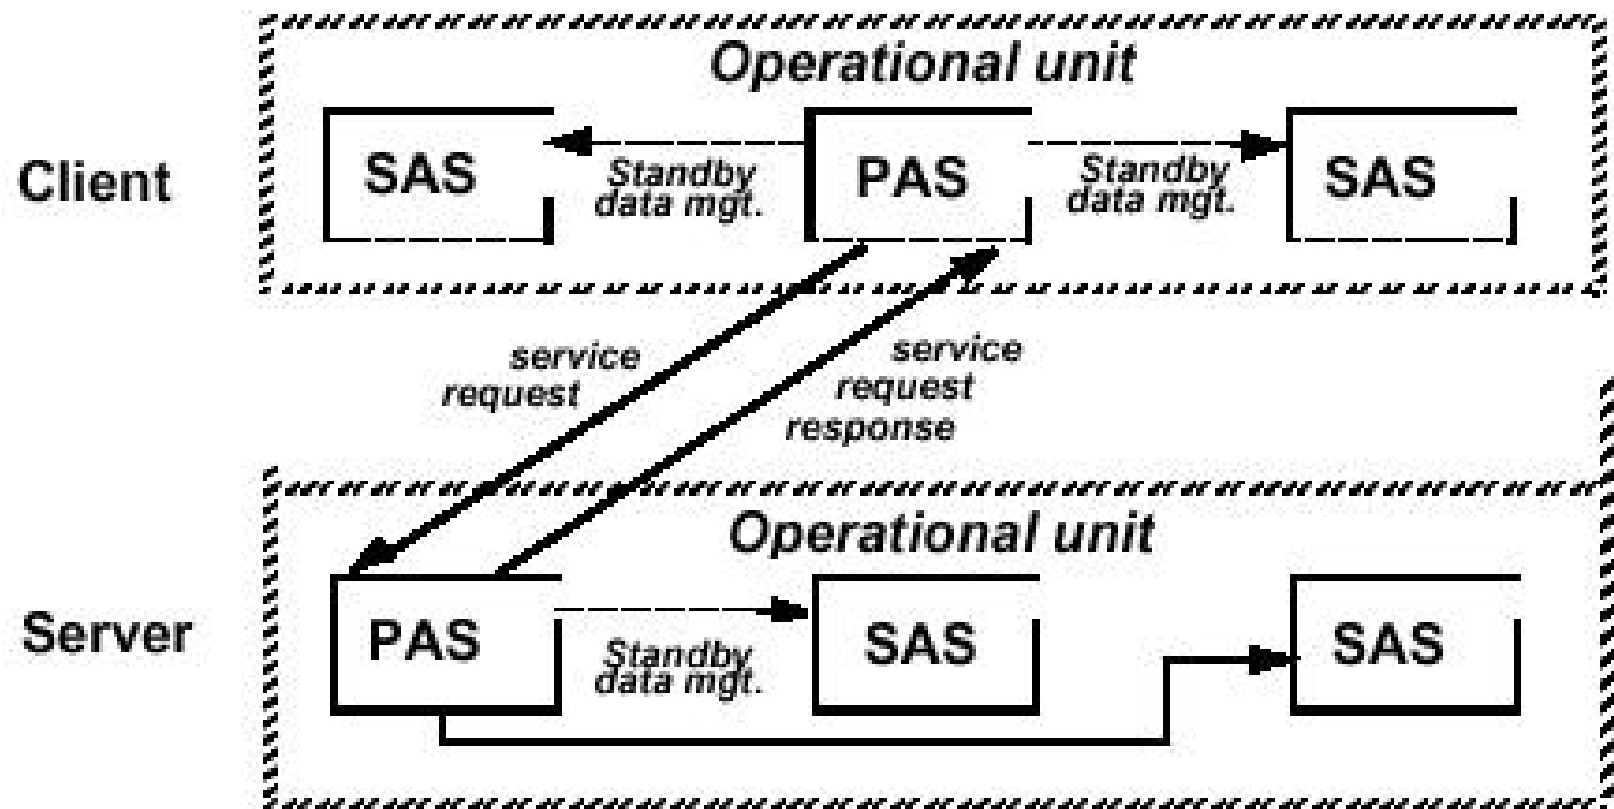 Operational unit
Client
SAS
Standby
data mgt.
PAS
Standby
data mgt.
SAS
service
request
service
request
response
Operational unit
Server
PAS
Standby
data mgt.
SAS
SAS